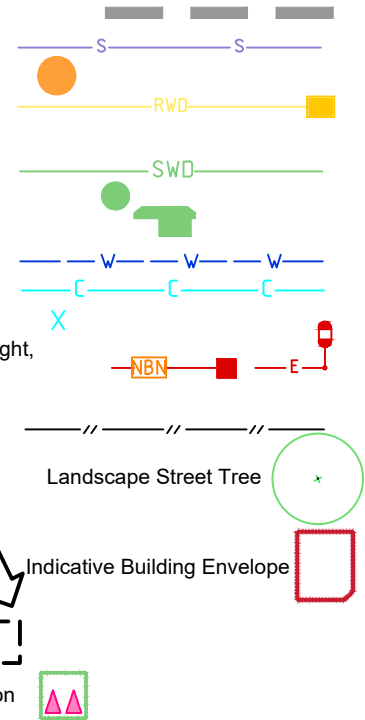 S S
RWD
SWD
W W W
C C C
X
ght,
NBN E
// // //
Landscape Street Tree
Indicative Building Envelope
on